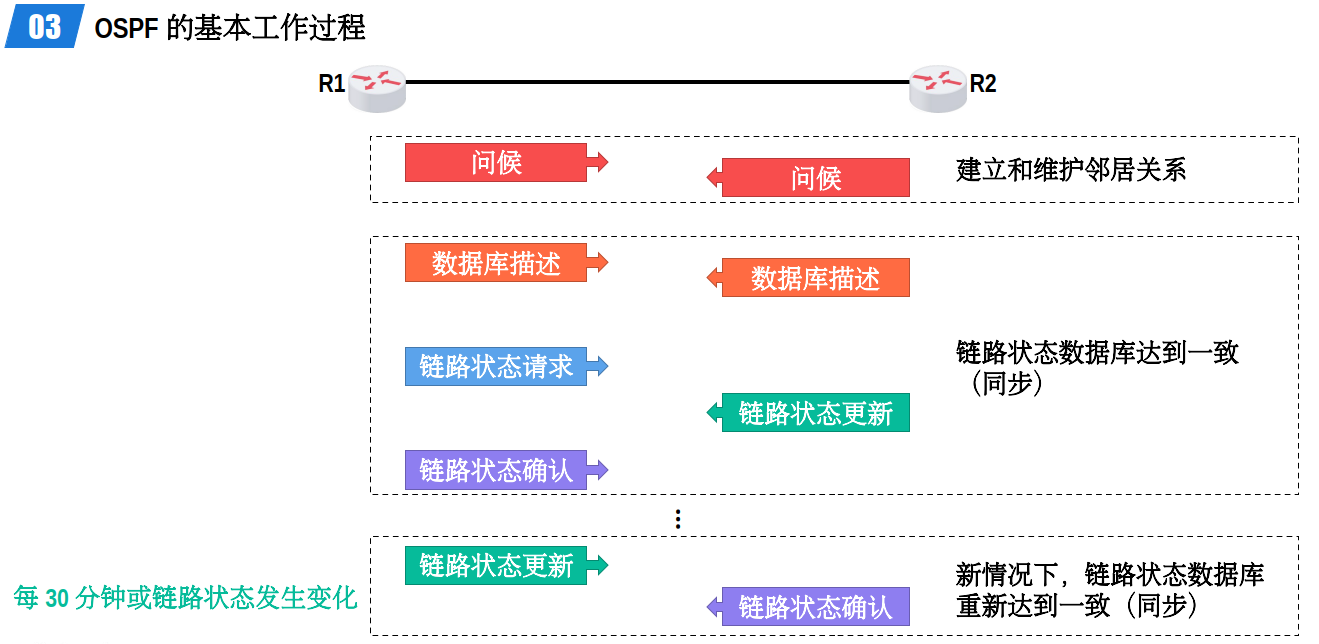 03 OSPF 的基本工作过程
R1
R2
问候
问候
建立和维护邻居关系
数据库描述
数据库描述
链路状态请求
链路状态数据库达到一致
（同步）
链路状态更新
链路状态确认
链路状态更新
每 30 分钟或链路状态发生变化
新情况下，链路状态数据库
重新达到一致（同步）
链路状态确认